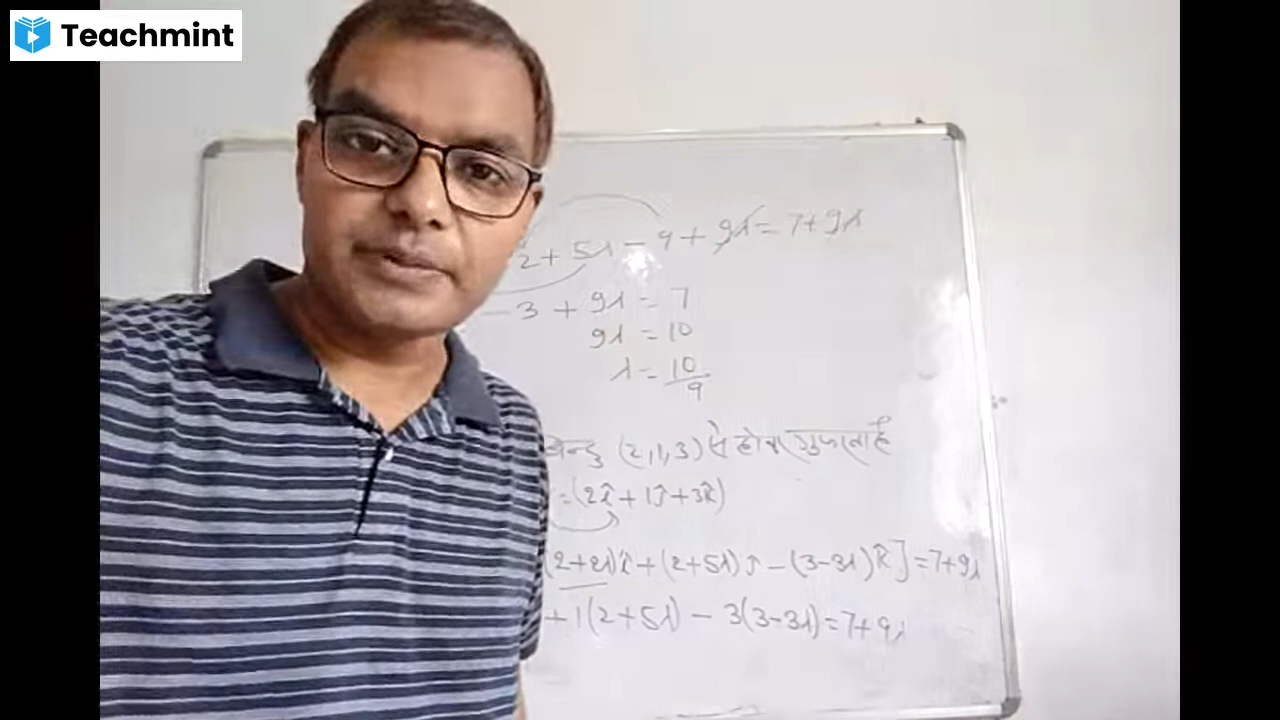 Teachmint
2 + 5λ - 9 + 9λ = 7 + 9λ
- 3 + 9λ = 7
9λ = 10
λ = 10/9
(2,1,3) से होकर गुजरता है
= (2î + 1ĵ + 3k̂)
(2+2λ)î + (2+5λ)ĵ - (3-3λ)k̂] = 7+9λ
+ 1(2+5λ) - 3(3-3λ) = 7+9λ